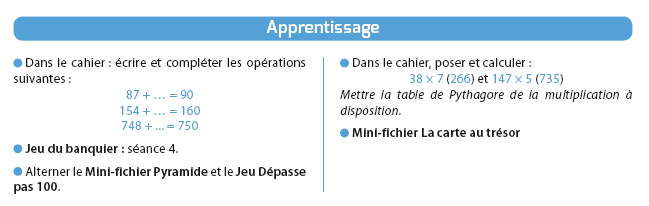 Apprentissage
● Dans le cahier : écrire et compléter les opérations
suivantes :
87 + … = 90
154 + … = 160
748 + ... = 750
● Jeu du banquier : séance 4.
● Alterner le Mini-fichier Pyramide et le Jeu Dépasse
pas 100.
● Dans le cahier, poser et calculer :
38 × 7 (266) et 147 × 5 (735)
Mettre la table de Pythagore de la multiplication à
disposition.
● Mini-fichier La carte au trésor